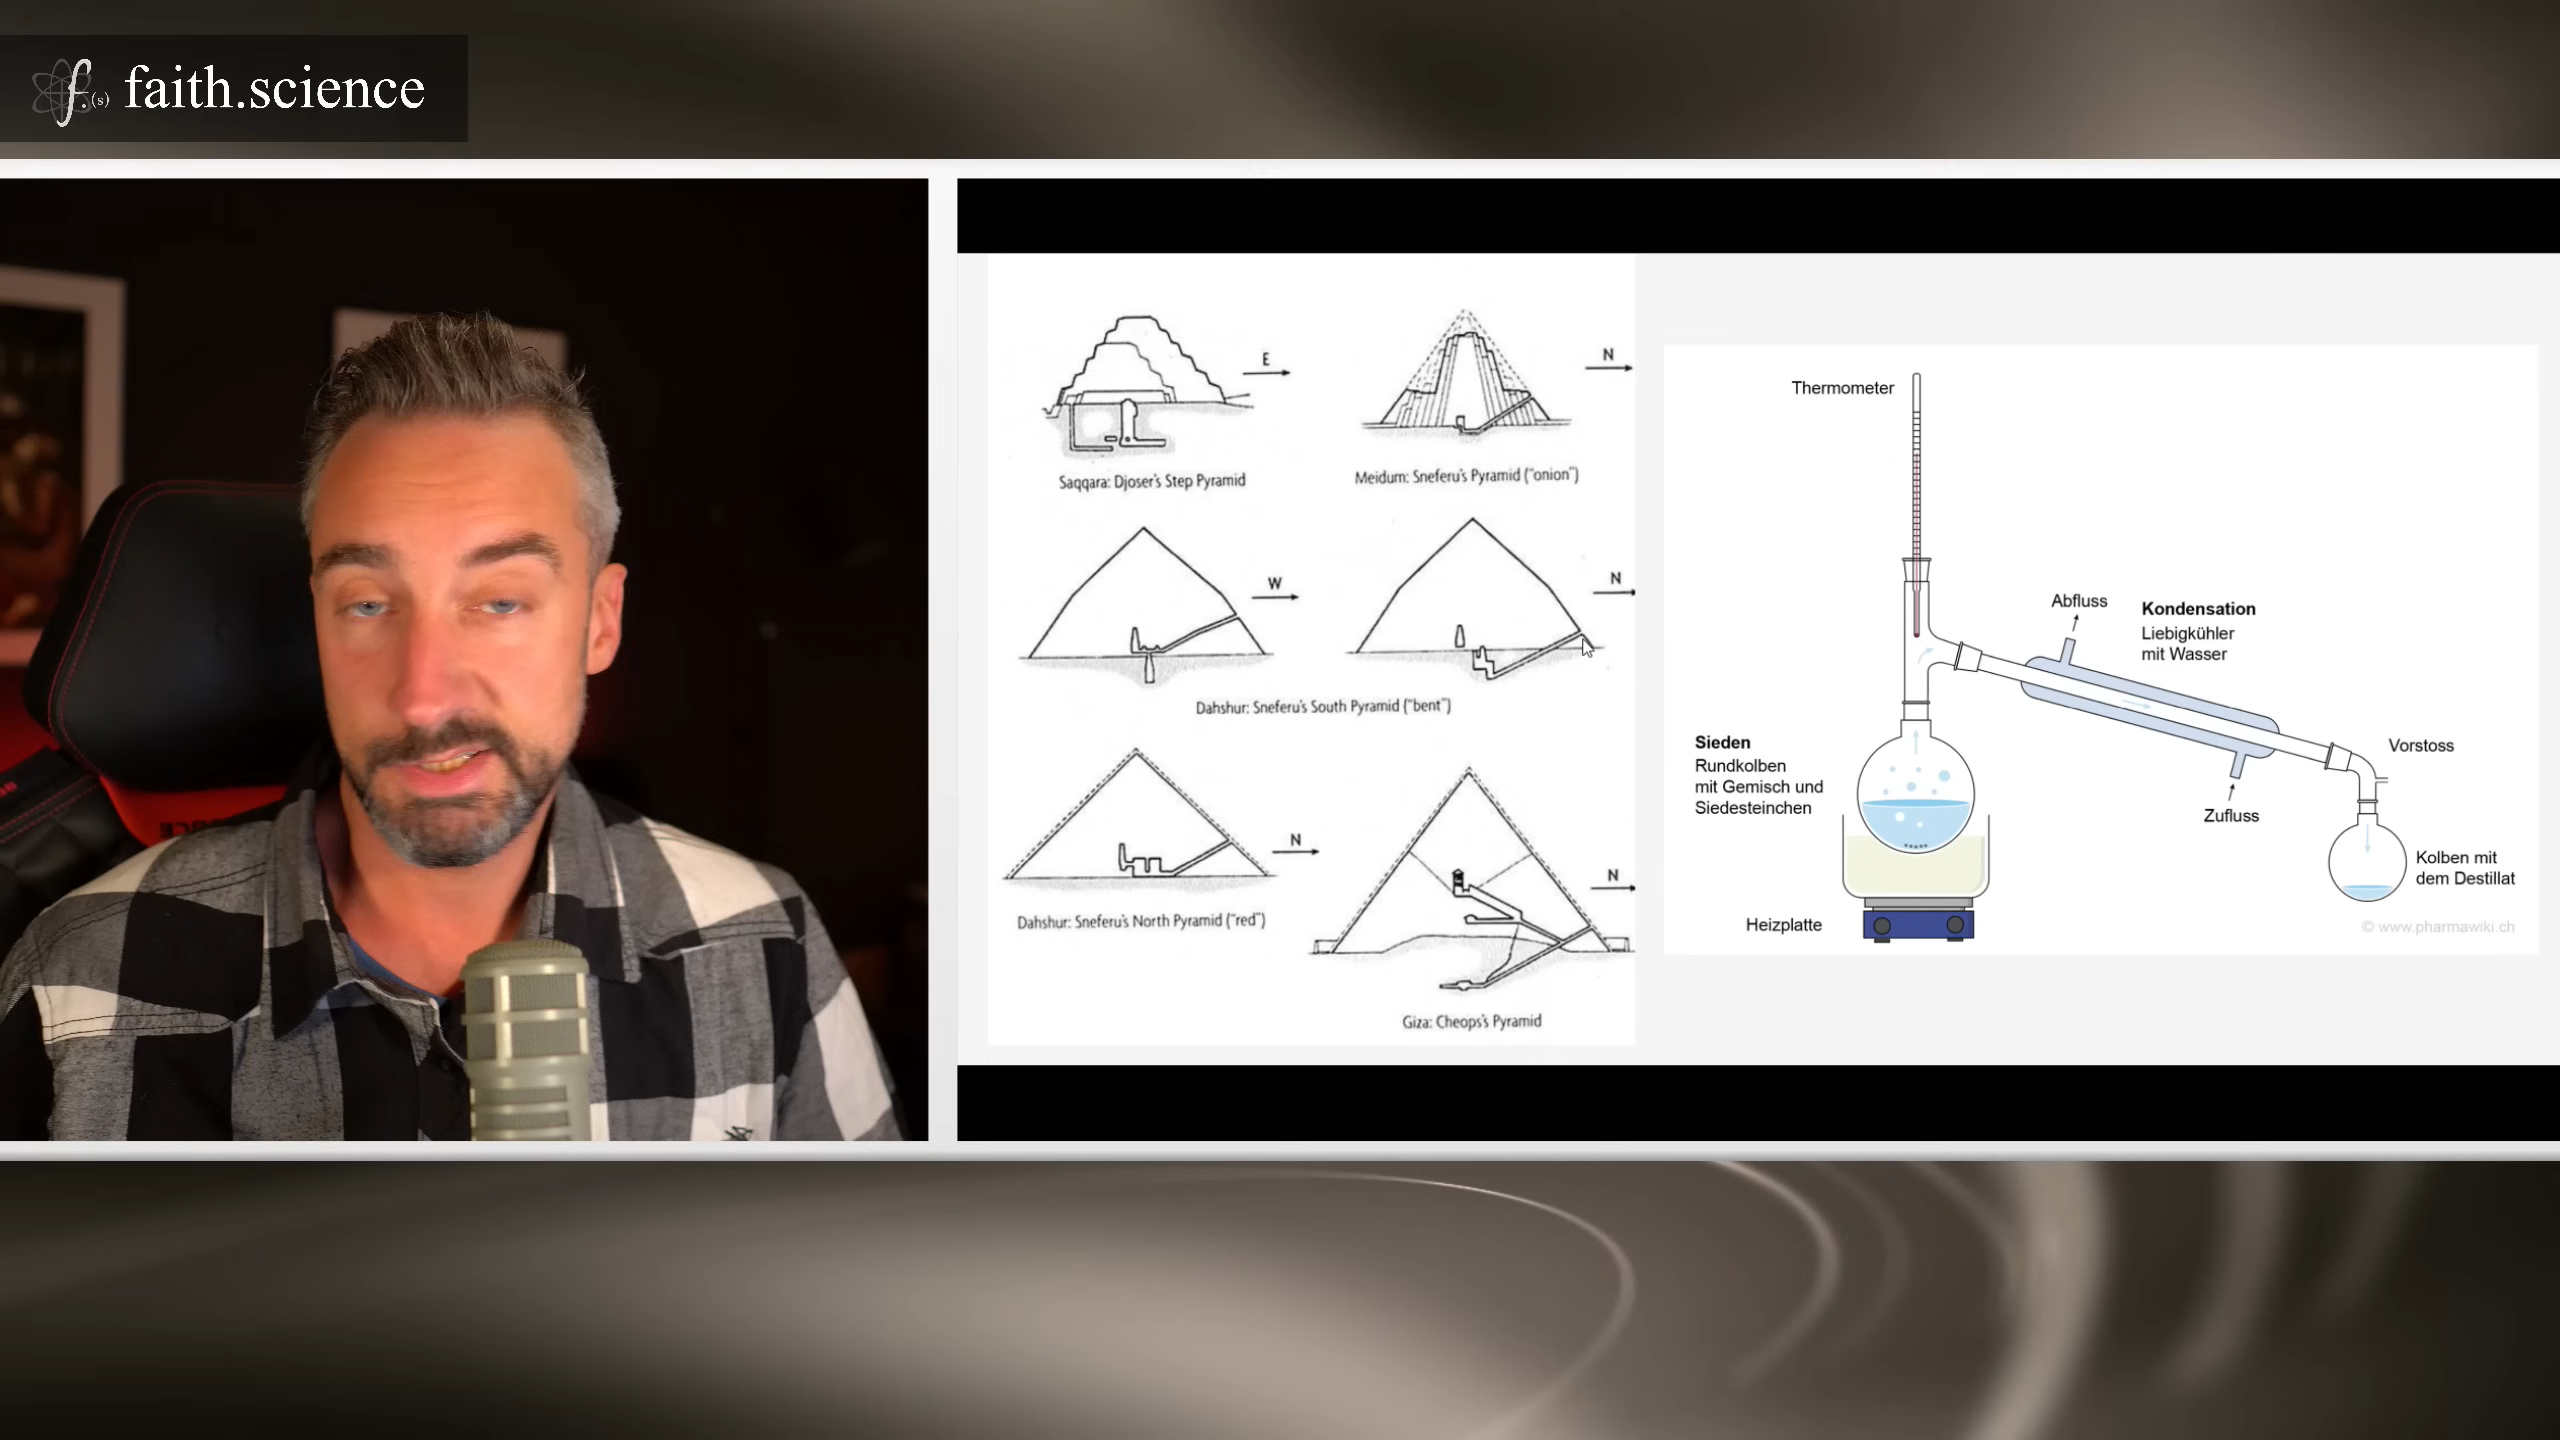 f.(s) faith.science
E
N
Saqqara: Djoser's Step Pyramid
Meidum: Sneferu's Pyramid ("onion")
W
N
Dahshur: Sneferu's South Pyramid ("bent")
N
N
Dahshur: Sneferu's North Pyramid ("red")
Giza: Cheops's Pyramid
Thermometer
Abfluss
Kondensation
Liebigkühler
mit Wasser
Sieden
Rundkolben
mit Gemisch und
Siedesteinchen
Vorstoss
Zufluss
Kolben mit
dem Destillat
Heizplatte
© www.pharmawiki.ch